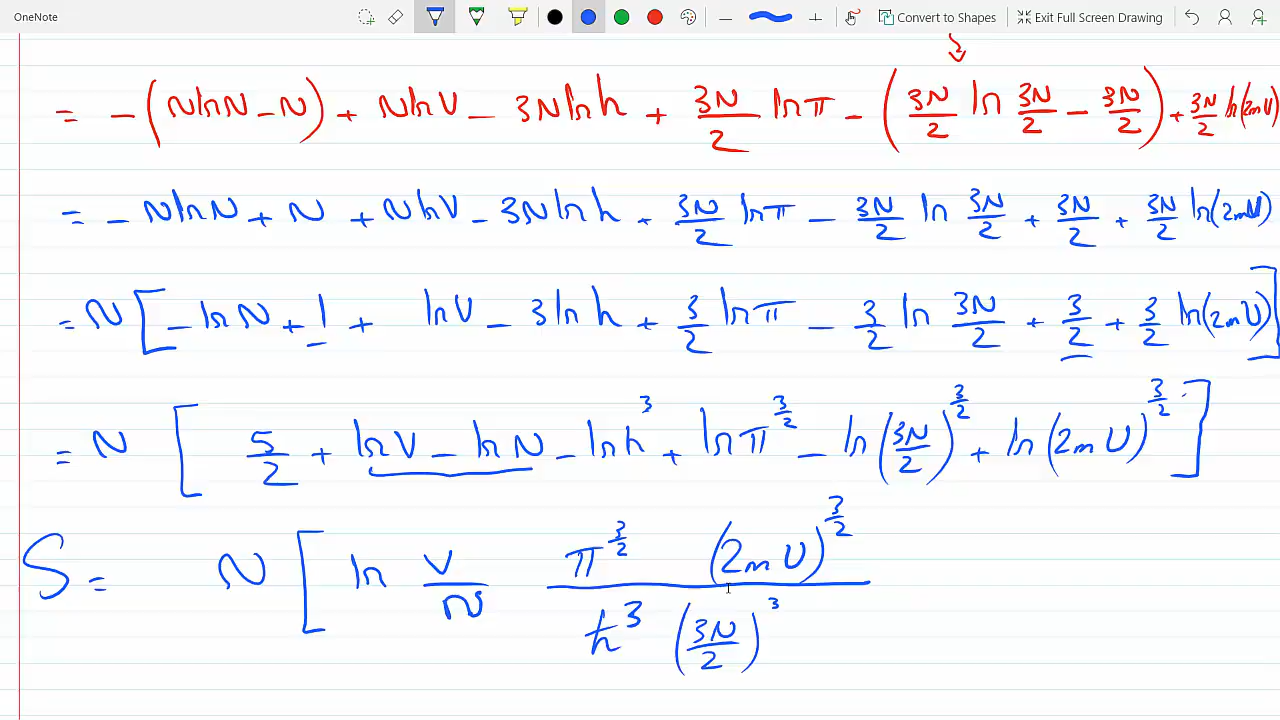 OneNote
Convert to Shapes Exit Full Screen Drawing
= -(N ln N - N) + N ln V - 3N ln h + 3N/2 ln π - (3N/2 ln 3N/2 - 3N/2) + 3N/2 ln(2mU)
= - N ln N + N + N ln V - 3N ln h + 3N/2 ln π - 3N/2 ln 3N/2 + 3N/2 + 3N/2 ln(2mU)
= N [ - ln N + 1 + ln V - 3 ln h + 3/2 ln π - 3/2 ln 3N/2 + 3/2 + 3/2 ln(2mU) ]
= N [ 5/2 + ln V - ln N - ln h^3 + ln π^(3/2) - ln (3N/2)^(3/2) + ln (2mU)^(3/2) ]
S = N [ ln V/N π^(3/2) (2mU)^(3/2) / h^3 (3N/2)^3